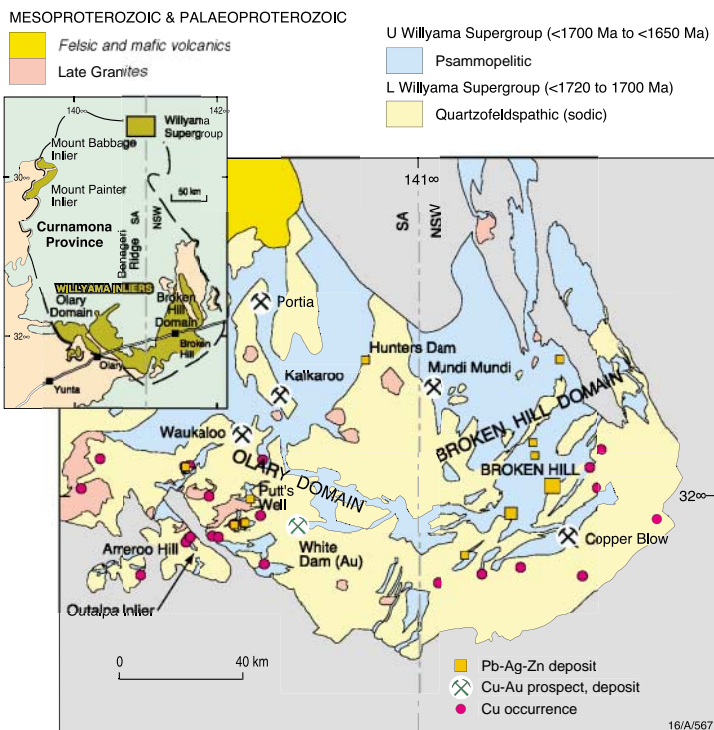 MESOPROTEROZOIC & PALAEOPROTEROZOIC
Felsic and mafic volcanics
Late Granites
U Willyama Supergroup (<1700 Ma to <1650 Ma)
Psammopelitic
L Willyama Supergroup (<1720 to 1700 Ma)
Quartzofeldspathic (sodic)
140∞
142∞
Willyama
Supergroup
Mount Babbage
Inlier
30∞
Mount Painter
Inlier
50 km
Curnamona
Province
SA
NSW
Benageri
Ridge
WILLYAMA INLIERS
Olary
Domain
Broken
Hill
Domain
32∞
Broken
Hill
Olary
Yunta
141∞
SA
NSW
Portia
Hunters Dam
Mundi Mundi
Kalkaroo
Waukaloo
BROKEN HILL DOMAIN
OLARY DOMAIN
BROKEN HILL
Putt's
Well
32∞
Ameroo Hill
White
Dam (Au)
Copper Blow
Outalpa Inlier
0
40 km
Pb-Ag-Zn deposit
Cu-Au prospect, deposit
Cu occurrence
16/A/567